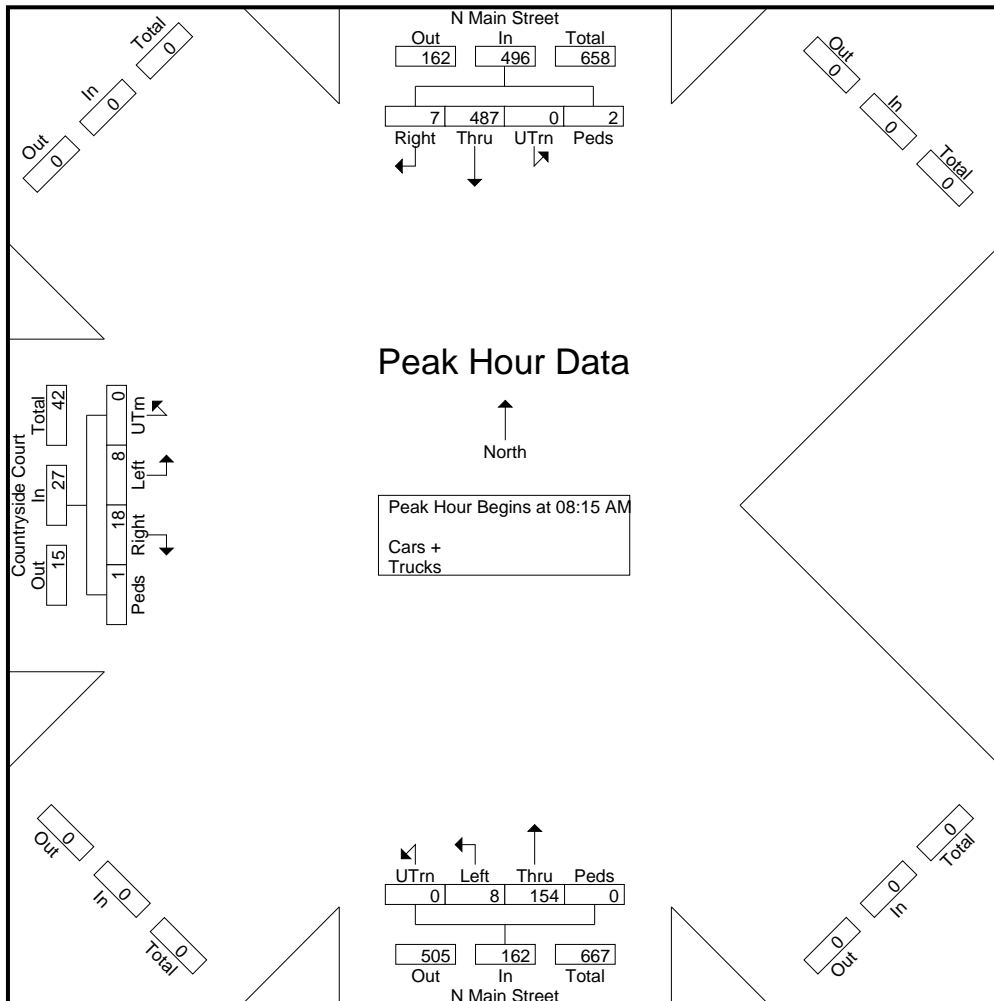 N Main Street
Out In Total
162 496 658
7 487 0 2
Right Thru UTrn Peds
Total
0
In
0
Out
0
Out
0
In
0
Total
0
Countryside Court
Total In Out
42 27 15
0 8 18 1
UTrn Left Right Peds
Peak Hour Data
North
Peak Hour Begins at 08:15 AM
Cars +
Trucks
0
Out
0
In
0
Total
0
Total
0
In
0
Out
UTrn Left Thru Peds
0 8 154 0
505 162 667
Out In Total
N Main Street